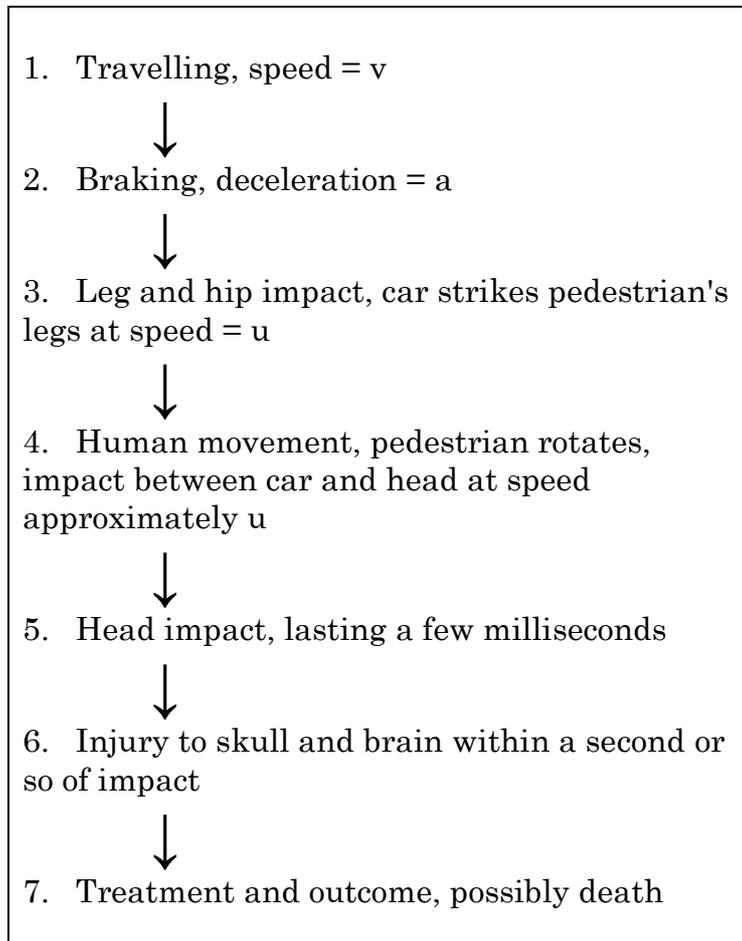 1. Travelling, speed = v
2. Braking, deceleration = a
3. Leg and hip impact, car strikes pedestrian's
legs at speed = u
4. Human movement, pedestrian rotates,
impact between car and head at speed
approximately u
5. Head impact, lasting a few milliseconds
6. Injury to skull and brain within a second or
so of impact
7. Treatment and outcome, possibly death